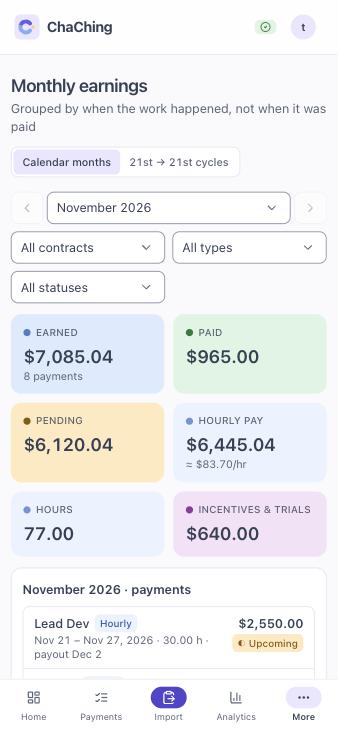 ChaChing
t
Monthly earnings
Grouped by when the work happened, not when it was
paid
Calendar months
21st → 21st cycles
November 2026
All contracts
All types
All statuses
EARNED
$7,085.04
8 payments
PAID
$965.00
PENDING
$6,120.04
HOURLY PAY
$6,445.04
≈ $83.70/hr
HOURS
77.00
INCENTIVES & TRIALS
$640.00
November 2026 · payments
Lead Dev Hourly
$2,550.00
Nov 21 – Nov 27, 2026 · 30.00 h ·
payout Dec 2
Upcoming
Home
Payments
Import
Analytics
More